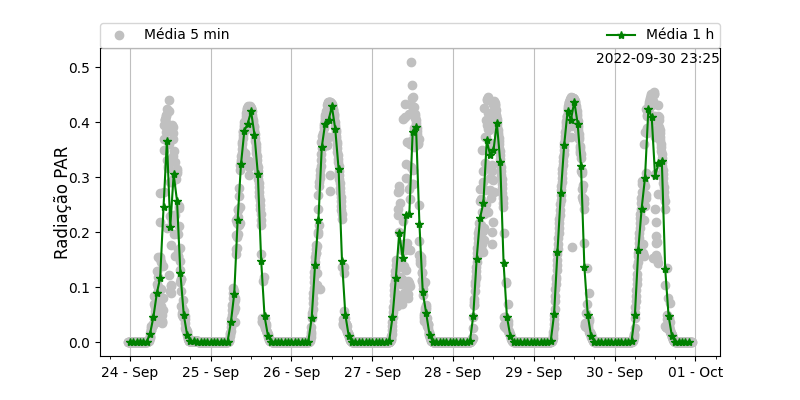 Média 5 min
Média 1 h
2022-09-30 23:25
Radiação PAR
0.5
0.4
0.3
0.2
0.1
0.0
24 - Sep
25 - Sep
26 - Sep
27 - Sep
28 - Sep
29 - Sep
30 - Sep
01 - Oct